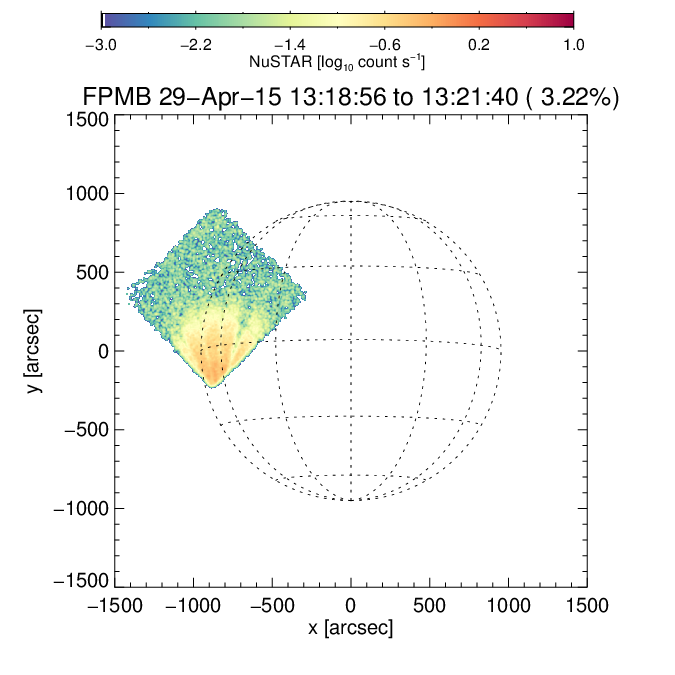 −3.0 −2.2 −1.4 −0.6 0.2 1.0
NuSTAR [log₁₀ count s⁻¹]
FPMB 29−Apr−15 13:18:56 to 13:21:40 ( 3.22%)
1500
1000
500
0
−500
−1000
−1500
y [arcsec]
−1500 −1000 −500 0 500 1000 1500
x [arcsec]